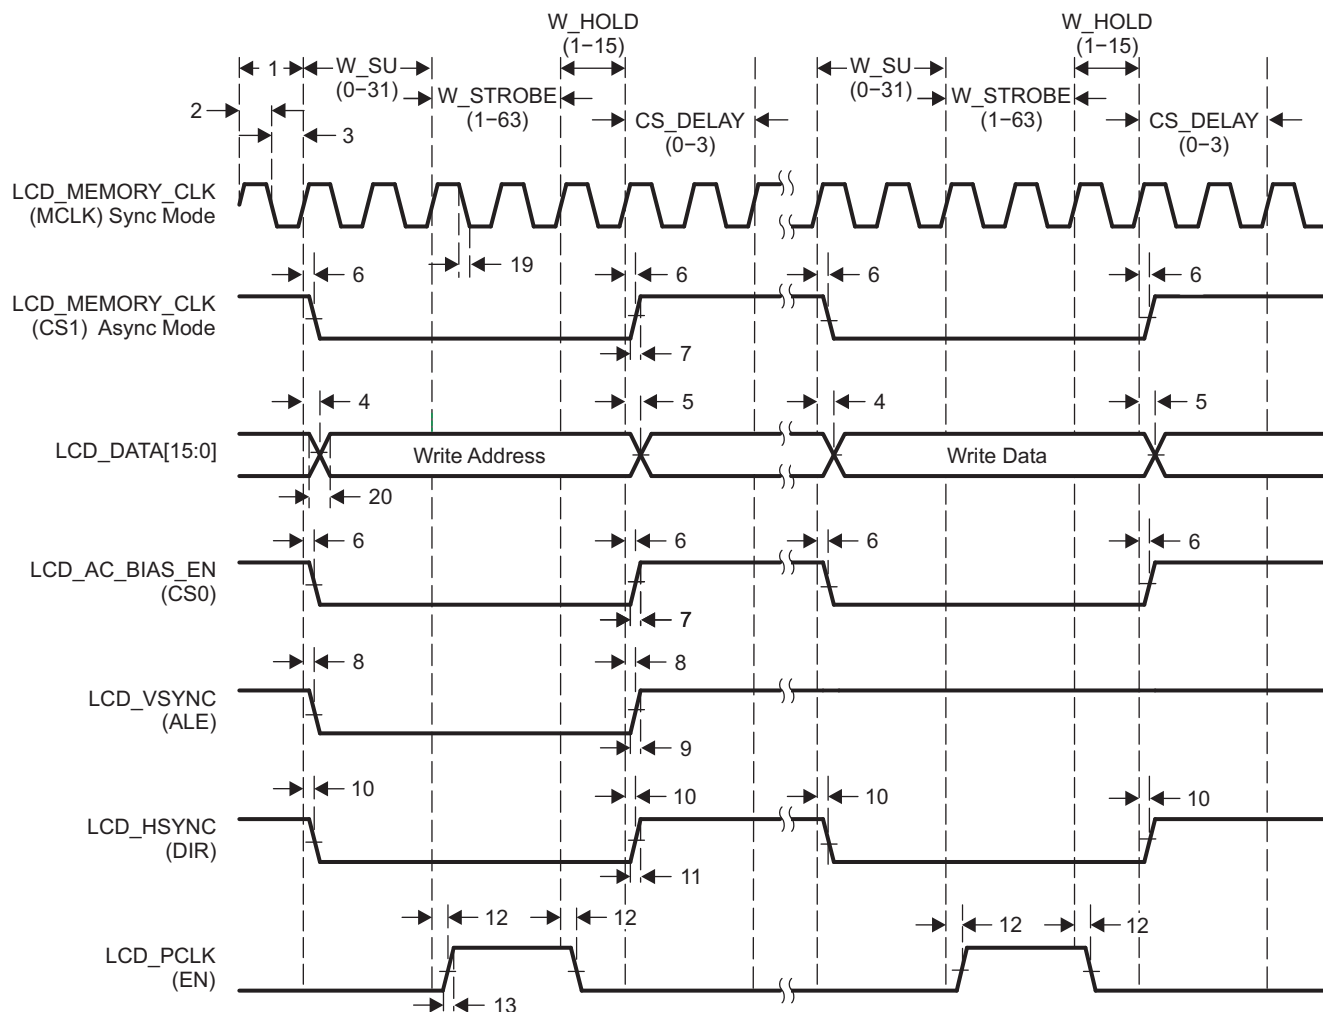 W_HOLD
(1−15)
W_HOLD
(1−15)
1
W_SU
(0−31)
W_SU
(0−31)
2
W_STROBE
(1−63)
W_STROBE
(1−63)
3
CS_DELAY
(0−3)
CS_DELAY
(0−3)
LCD_MEMORY_CLK
(MCLK) Sync Mode
19
6
6
6
6
LCD_MEMORY_CLK
(CS1) Async Mode
7
4
5
4
5
LCD_DATA[15:0]
Write Address
Write Data
20
6
6
6
6
LCD_AC_BIAS_EN
(CS0)
7
8
8
LCD_VSYNC
(ALE)
9
10
10
10
10
LCD_HSYNC
(DIR)
11
12
12
12
12
LCD_PCLK
(EN)
13